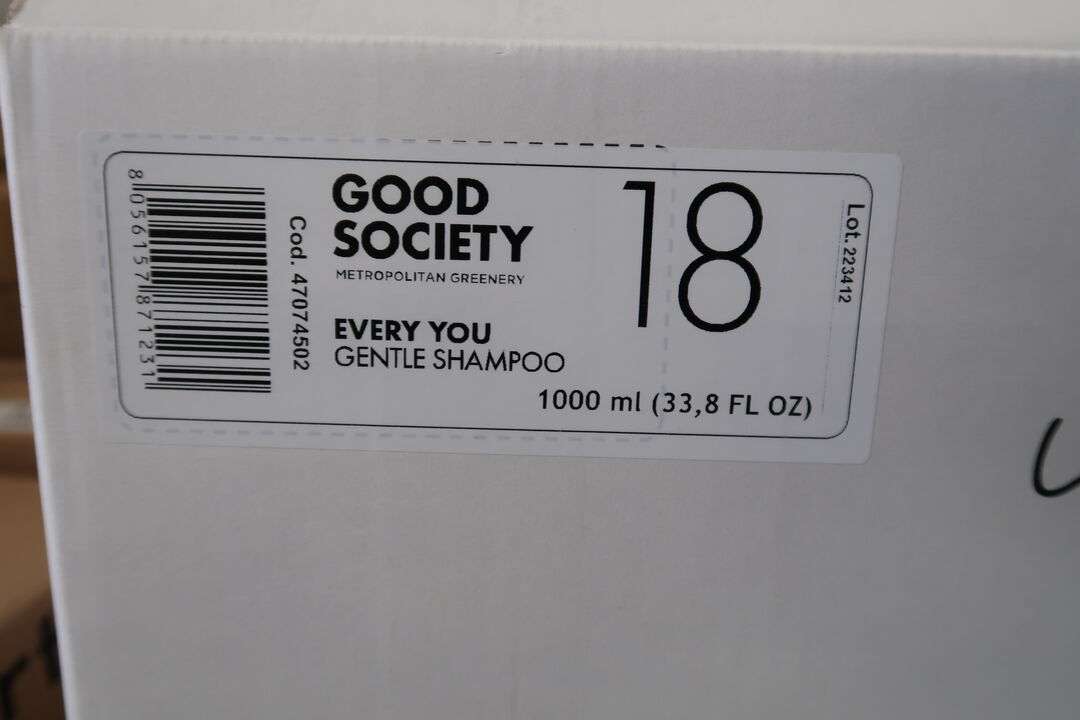 8056157871231
Cod. 47074502
GOOD
SOCIETY
METROPOLITAN GREENERY
EVERY YOU
GENTLE SHAMPOO
18
1000 ml (33,8 FL OZ)
Lot. 223412